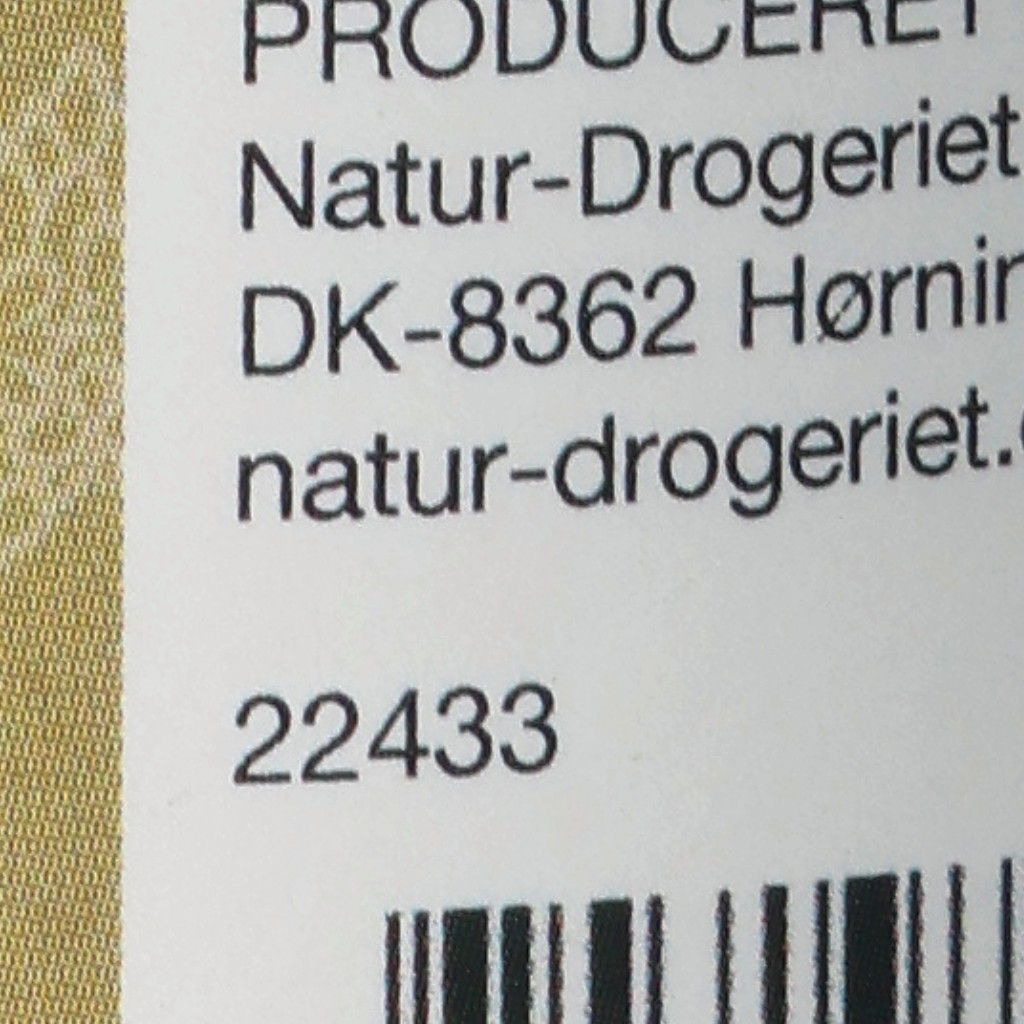 PRODUCERET
Natur-Drogeriet
DK-8362 Hørnin
natur-drogeriet.
22433